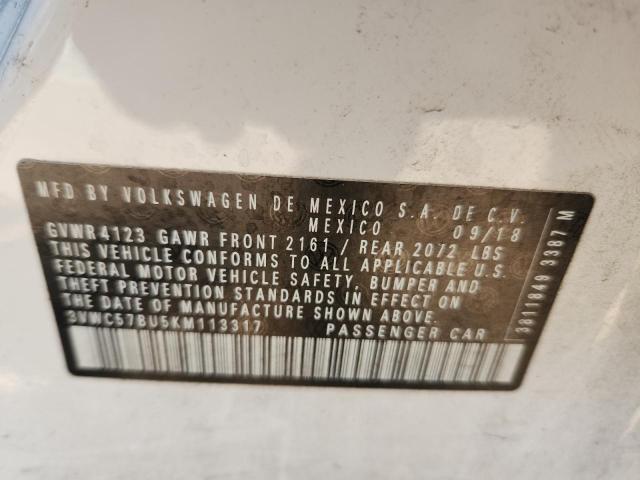 MFD BY VOLKSWAGEN DE MEXICO S.A. DE C.V.
MEXICO 09/18
GVWR 4123 GAWR FRONT 2161 / REAR 2072 LBS
THIS VEHICLE CONFORMS TO ALL APPLICABLE U.S.
FEDERAL MOTOR VEHICLE SAFETY, BUMPER AND
THEFT PREVENTION STANDARDS IN EFFECT ON
THE DATE OF MANUFACTURE SHOWN ABOVE.
3VWC57BU5KM113317 PASSENGER CAR
3811849 3387 M